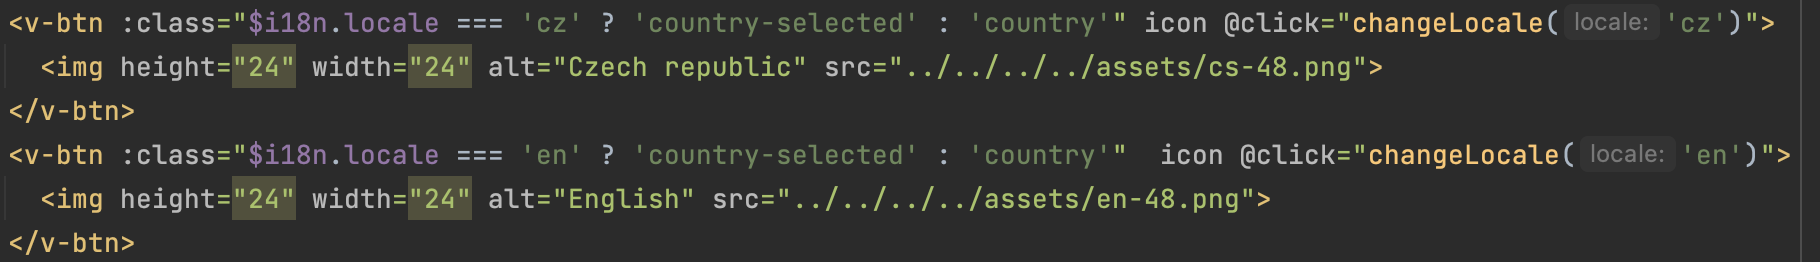 <v-btn :class="$i18n.locale === 'cz' ? 'country-selected' : 'country'" icon @click="changeLocale( locale: 'cz')">
  <img height="24" width="24" alt="Czech republic" src="../../../../assets/cs-48.png">
</v-btn>
<v-btn :class="$i18n.locale === 'en' ? 'country-selected' : 'country'"  icon @click="changeLocale( locale: 'en')">
  <img height="24" width="24" alt="English" src="../../../../assets/en-48.png">
</v-btn>